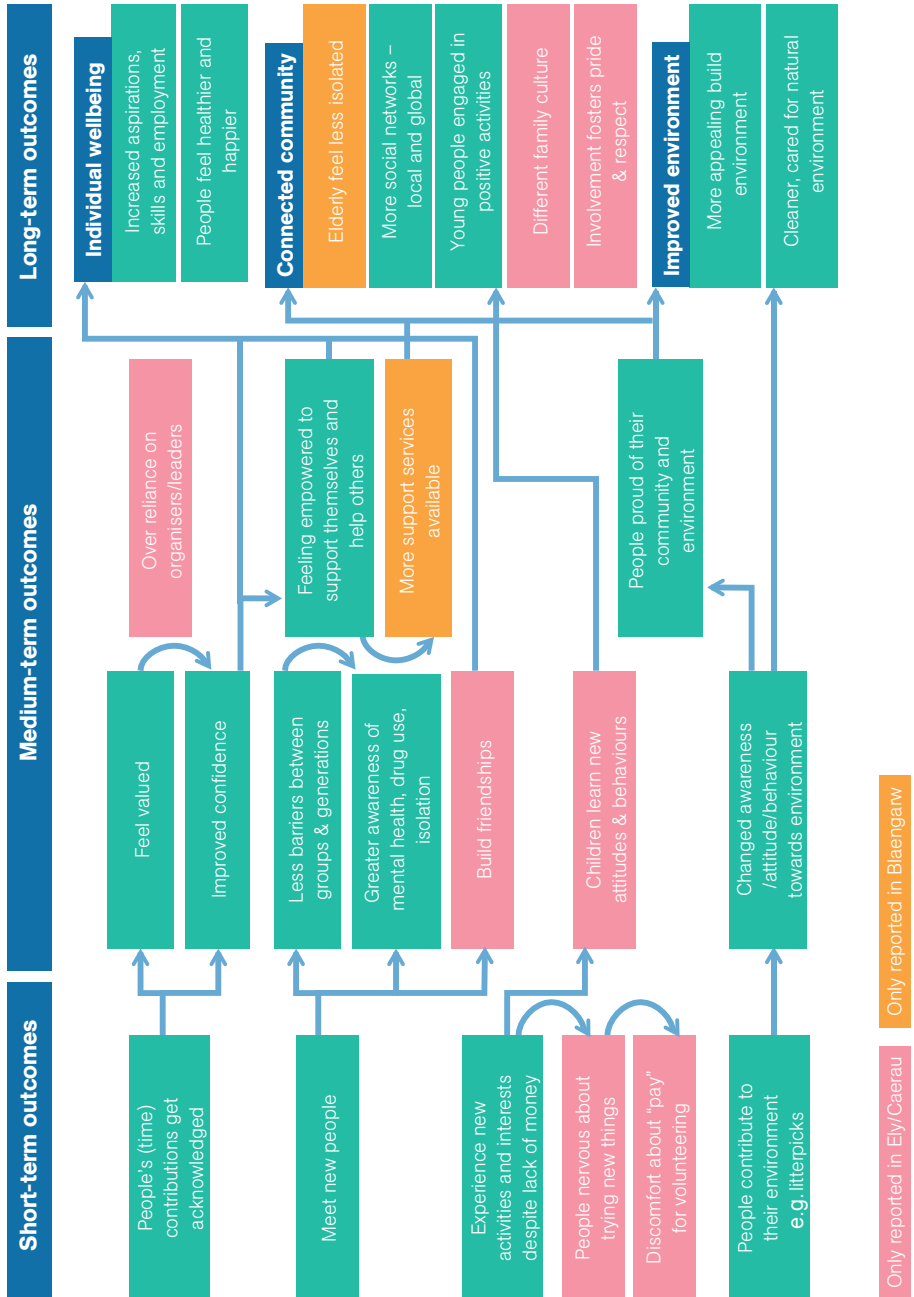 Short-term outcomes
People's (time)
contributions get
acknowledged
Meet new people
Experience new
activities and interests
despite lack of money
People nervous about
trying new things
Discomfort about "pay"
for volunteering
People contribute to
their environment
e.g. litterpicks
Medium-term outcomes
Feel valued
Improved confidence
Less barriers between
groups & generations
Greater awareness of
mental health, drug use,
isolation
Build friendships
Children learn new
attitudes & behaviours
Changed awareness
/attitude/behaviour
towards environment
Over reliance on
organisers/leaders
Feeling empowered to
support themselves and
help others
More support services
available
People proud of their
community and
environment
Long-term outcomes
Individual wellbeing
Increased aspirations,
skills and employment
People feel healthier and
happier
Connected community
Elderly feel less isolated
More social networks –
local and global
Young people engaged in
positive activities
Different family culture
Involvement fosters pride
& respect
Improved environment
More appealing build
environment
Cleaner, cared for natural
environment
Only reported in Ely/Caerau
Only reported in Blaengarw